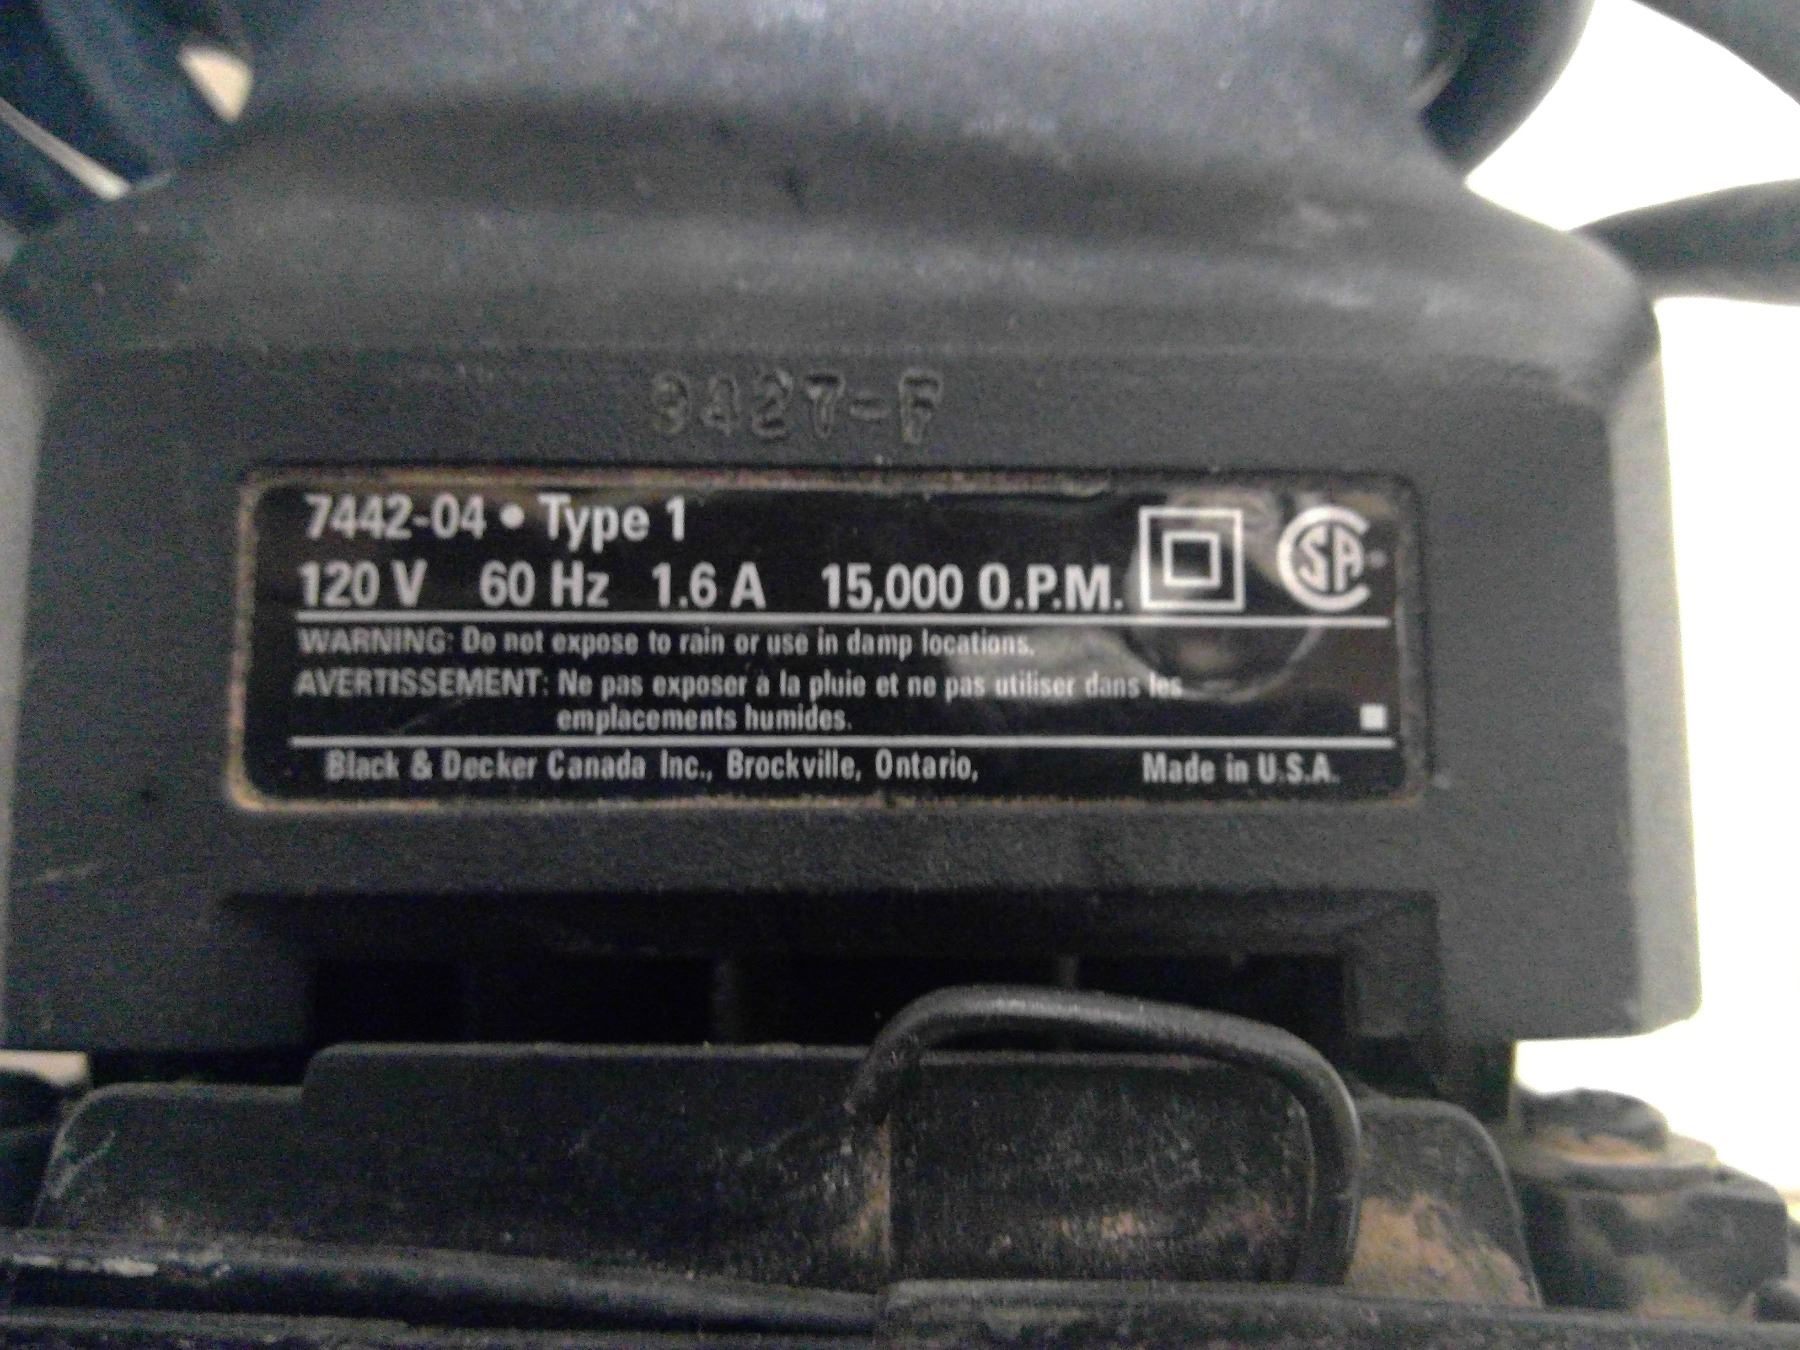 9427-F
7442-04 • Type 1
120 V 60 Hz 1.6 A 15,000 O.P.M.
CSA
WARNING: Do not expose to rain or use in damp locations.
AVERTISSEMENT: Ne pas exposer à la pluie et ne pas utiliser dans les
emplacements humides.
Black & Decker Canada Inc., Brockville, Ontario, Made in U.S.A.